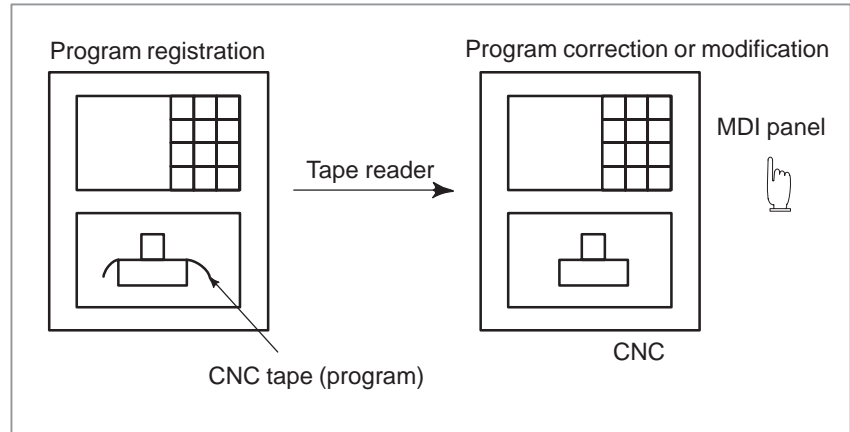 Program registration
Program correction or modification
MDI panel
Tape reader
CNC
CNC tape (program)